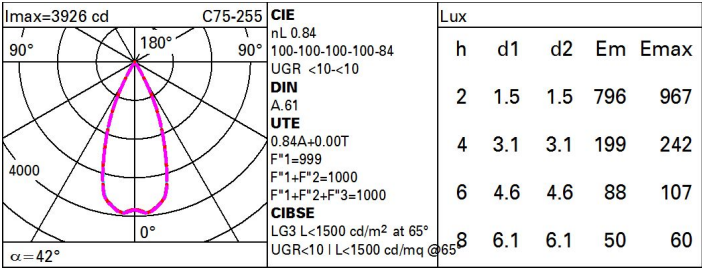 Imax=3926 cd C75-255
90° 180° 90°
4000
0°
α=42°
CIE
nL 0.84
100-100-100-100-84
UGR <10-<10
DIN
A.61
UTE
0.84A+0.00T
F"1=999
F"1+F"2=1000
F"1+F"2+F"3=1000
CIBSE
LG3 L<1500 cd/m² at 65°
UGR<10 | L<1500 cd/mq @65°
Lux
h d1 d2 Em Emax
2 1.5 1.5 796 967
4 3.1 3.1 199 242
6 4.6 4.6 88 107
8 6.1 6.1 50 60